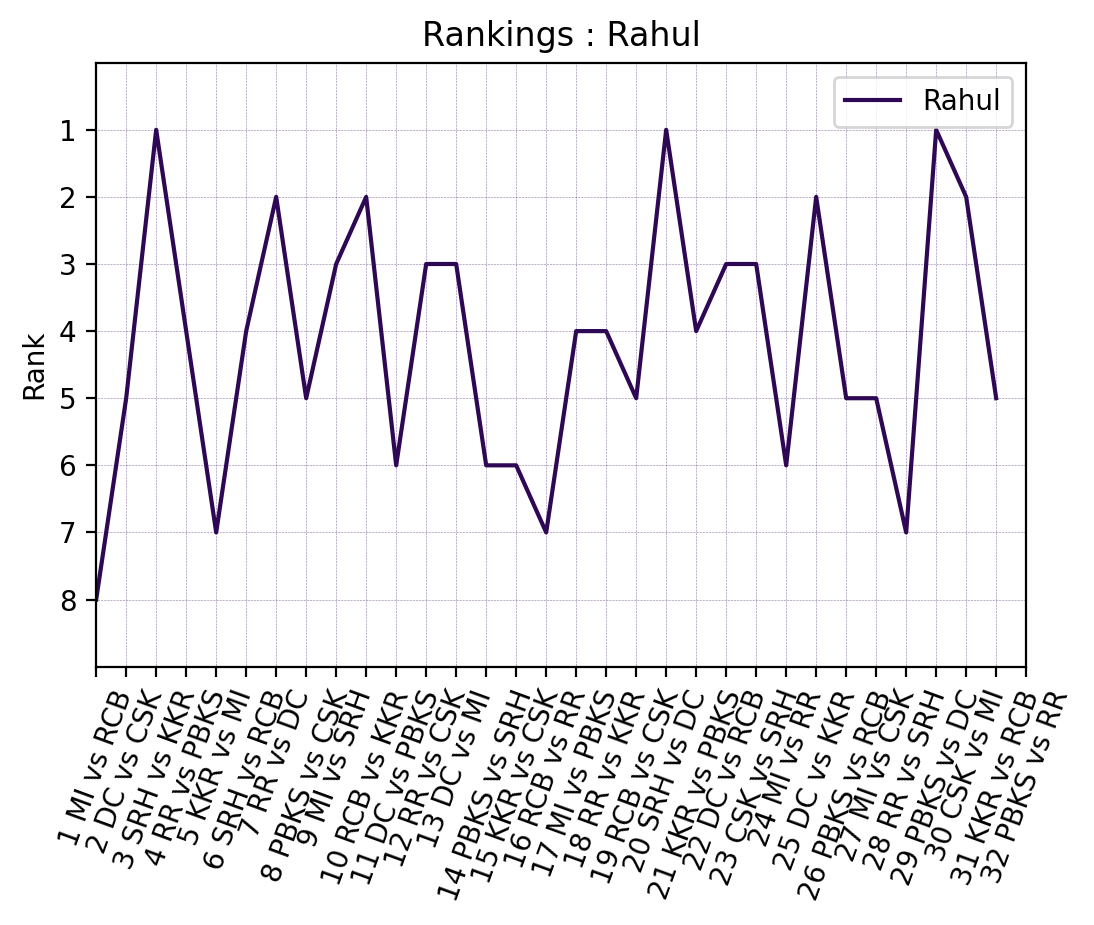 Rankings : Rahul
Rahul
Rank
1
2
3
4
5
6
7
8
1 MI vs RCB
2 DC vs CSK
3 SRH vs KKR
4 RR vs PBKS
5 KKR vs MI
6 SRH vs RCB
7 RR vs DC
8 PBKS vs CSK
9 MI vs SRH
10 RCB vs KKR
11 DC vs PBKS
12 RR vs CSK
13 DC vs MI
14 PBKS vs SRH
15 KKR vs CSK
16 RCB vs RR
17 MI vs PBKS
18 RR vs KKR
19 RCB vs CSK
20 SRH vs DC
21 KKR vs PBKS
22 DC vs RCB
23 CSK vs SRH
24 MI vs RR
25 DC vs KKR
26 PBKS vs RCB
27 MI vs CSK
28 RR vs SRH
29 PBKS vs DC
30 CSK vs MI
31 KKR vs RCB
32 PBKS vs RR